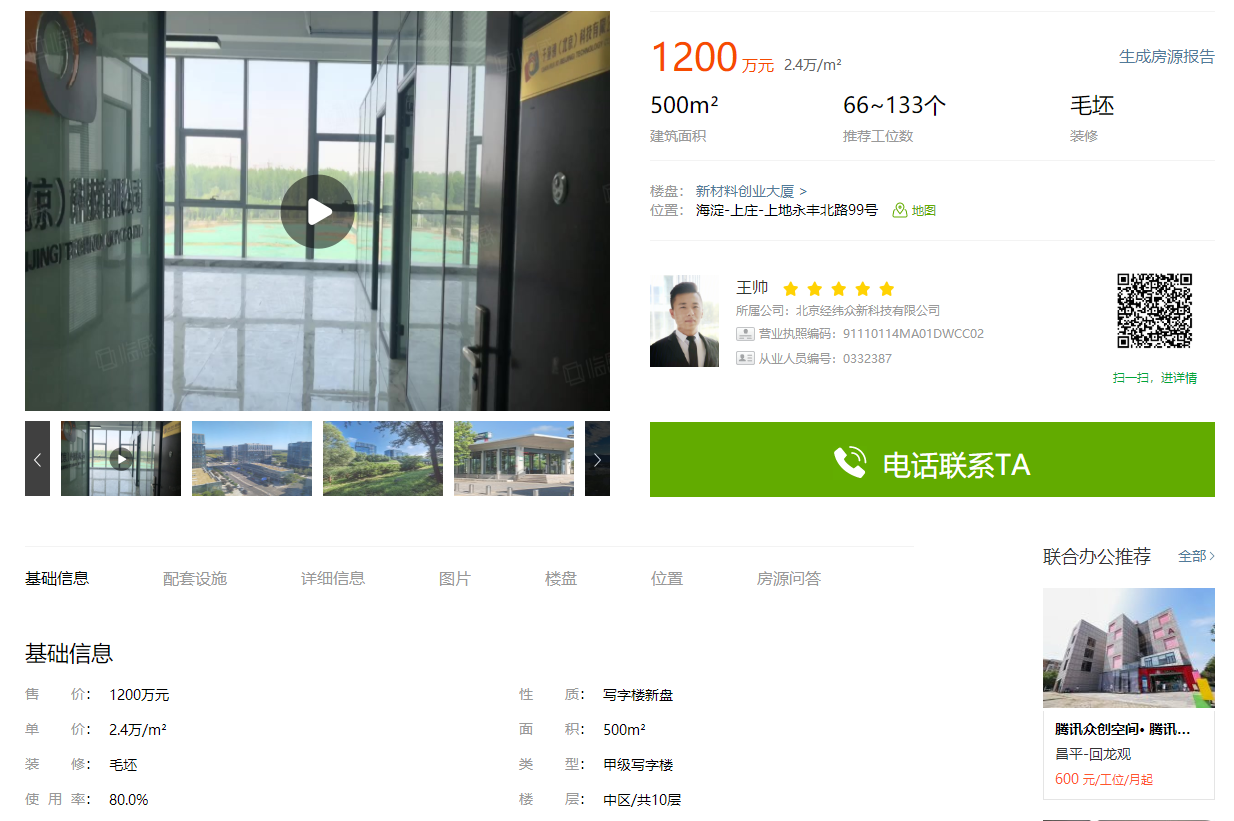 1200 万元 2.4万/m²
生成房源报告
500m² 66~133个 毛坯
建筑面积 推荐工位数 装修
楼盘: 新材料创业大厦 >
位置: 海淀-上庄-上地永丰北路99号 地图
王帅
所属公司: 北京经纬众新科技有限公司
营业执照编码: 91110114MA01DWCC02
从业人员编号: 0332387
扫一扫，进详情
电话联系TA
基础信息 配套设施 详细信息 图片 楼盘 位置 房源问答
基础信息
售 价: 1200万元 性 质: 写字楼新盘
单 价: 2.4万/m² 面 积: 500m²
装 修: 毛坯 类 型: 甲级写字楼
使 用 率: 80.0% 楼 层: 中区/共10层
联合办公推荐 全部 >
腾讯众创空间• 腾讯...
昌平-回龙观
600 元/工位/月起